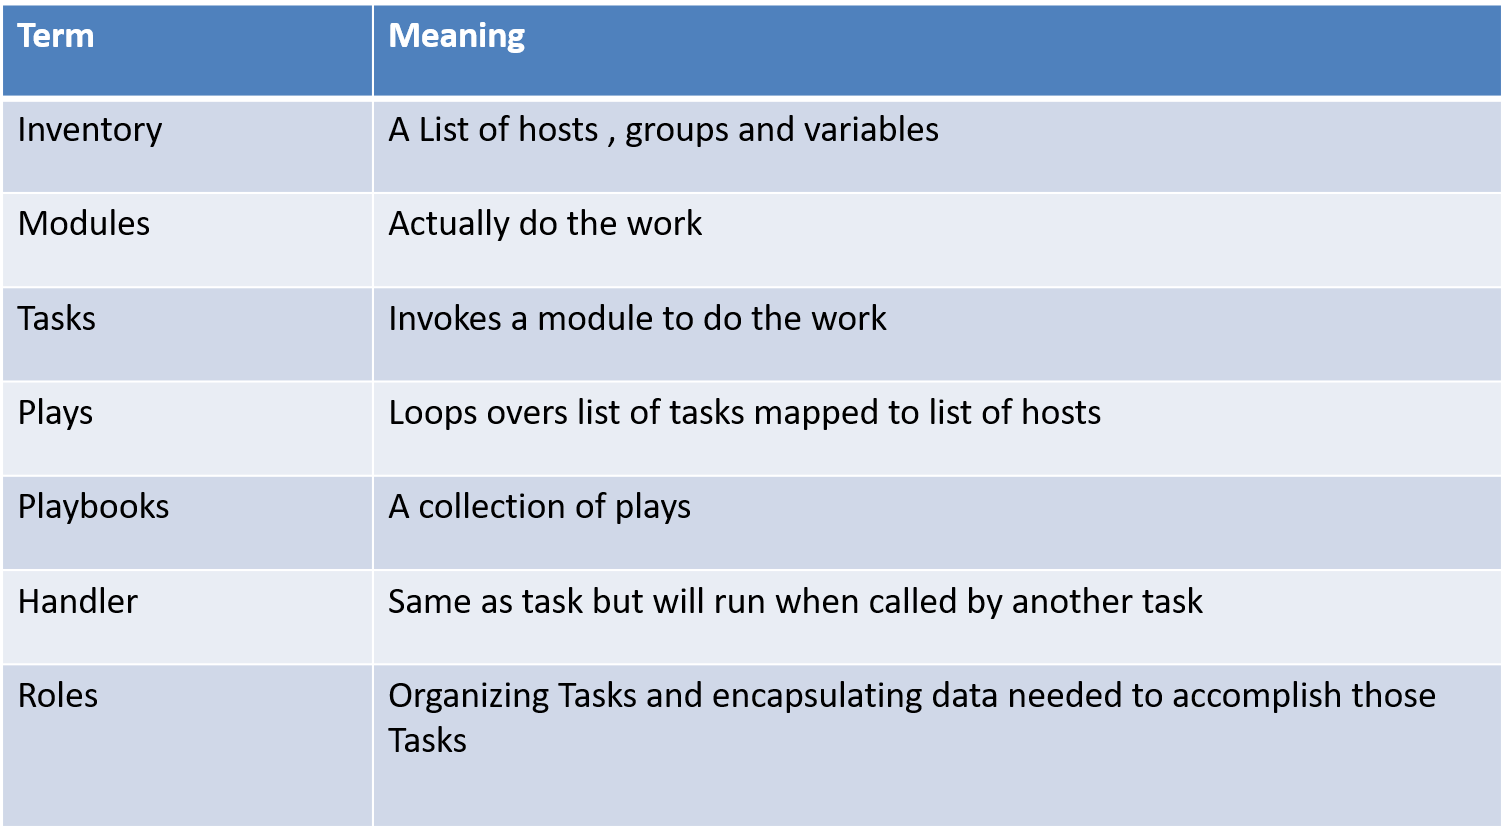 Term Meaning
Inventory A List of hosts , groups and variables
Modules Actually do the work
Tasks Invokes a module to do the work
Plays Loops overs list of tasks mapped to list of hosts
Playbooks A collection of plays
Handler Same as task but will run when called by another task
Roles Organizing Tasks and encapsulating data needed to accomplish those
Tasks